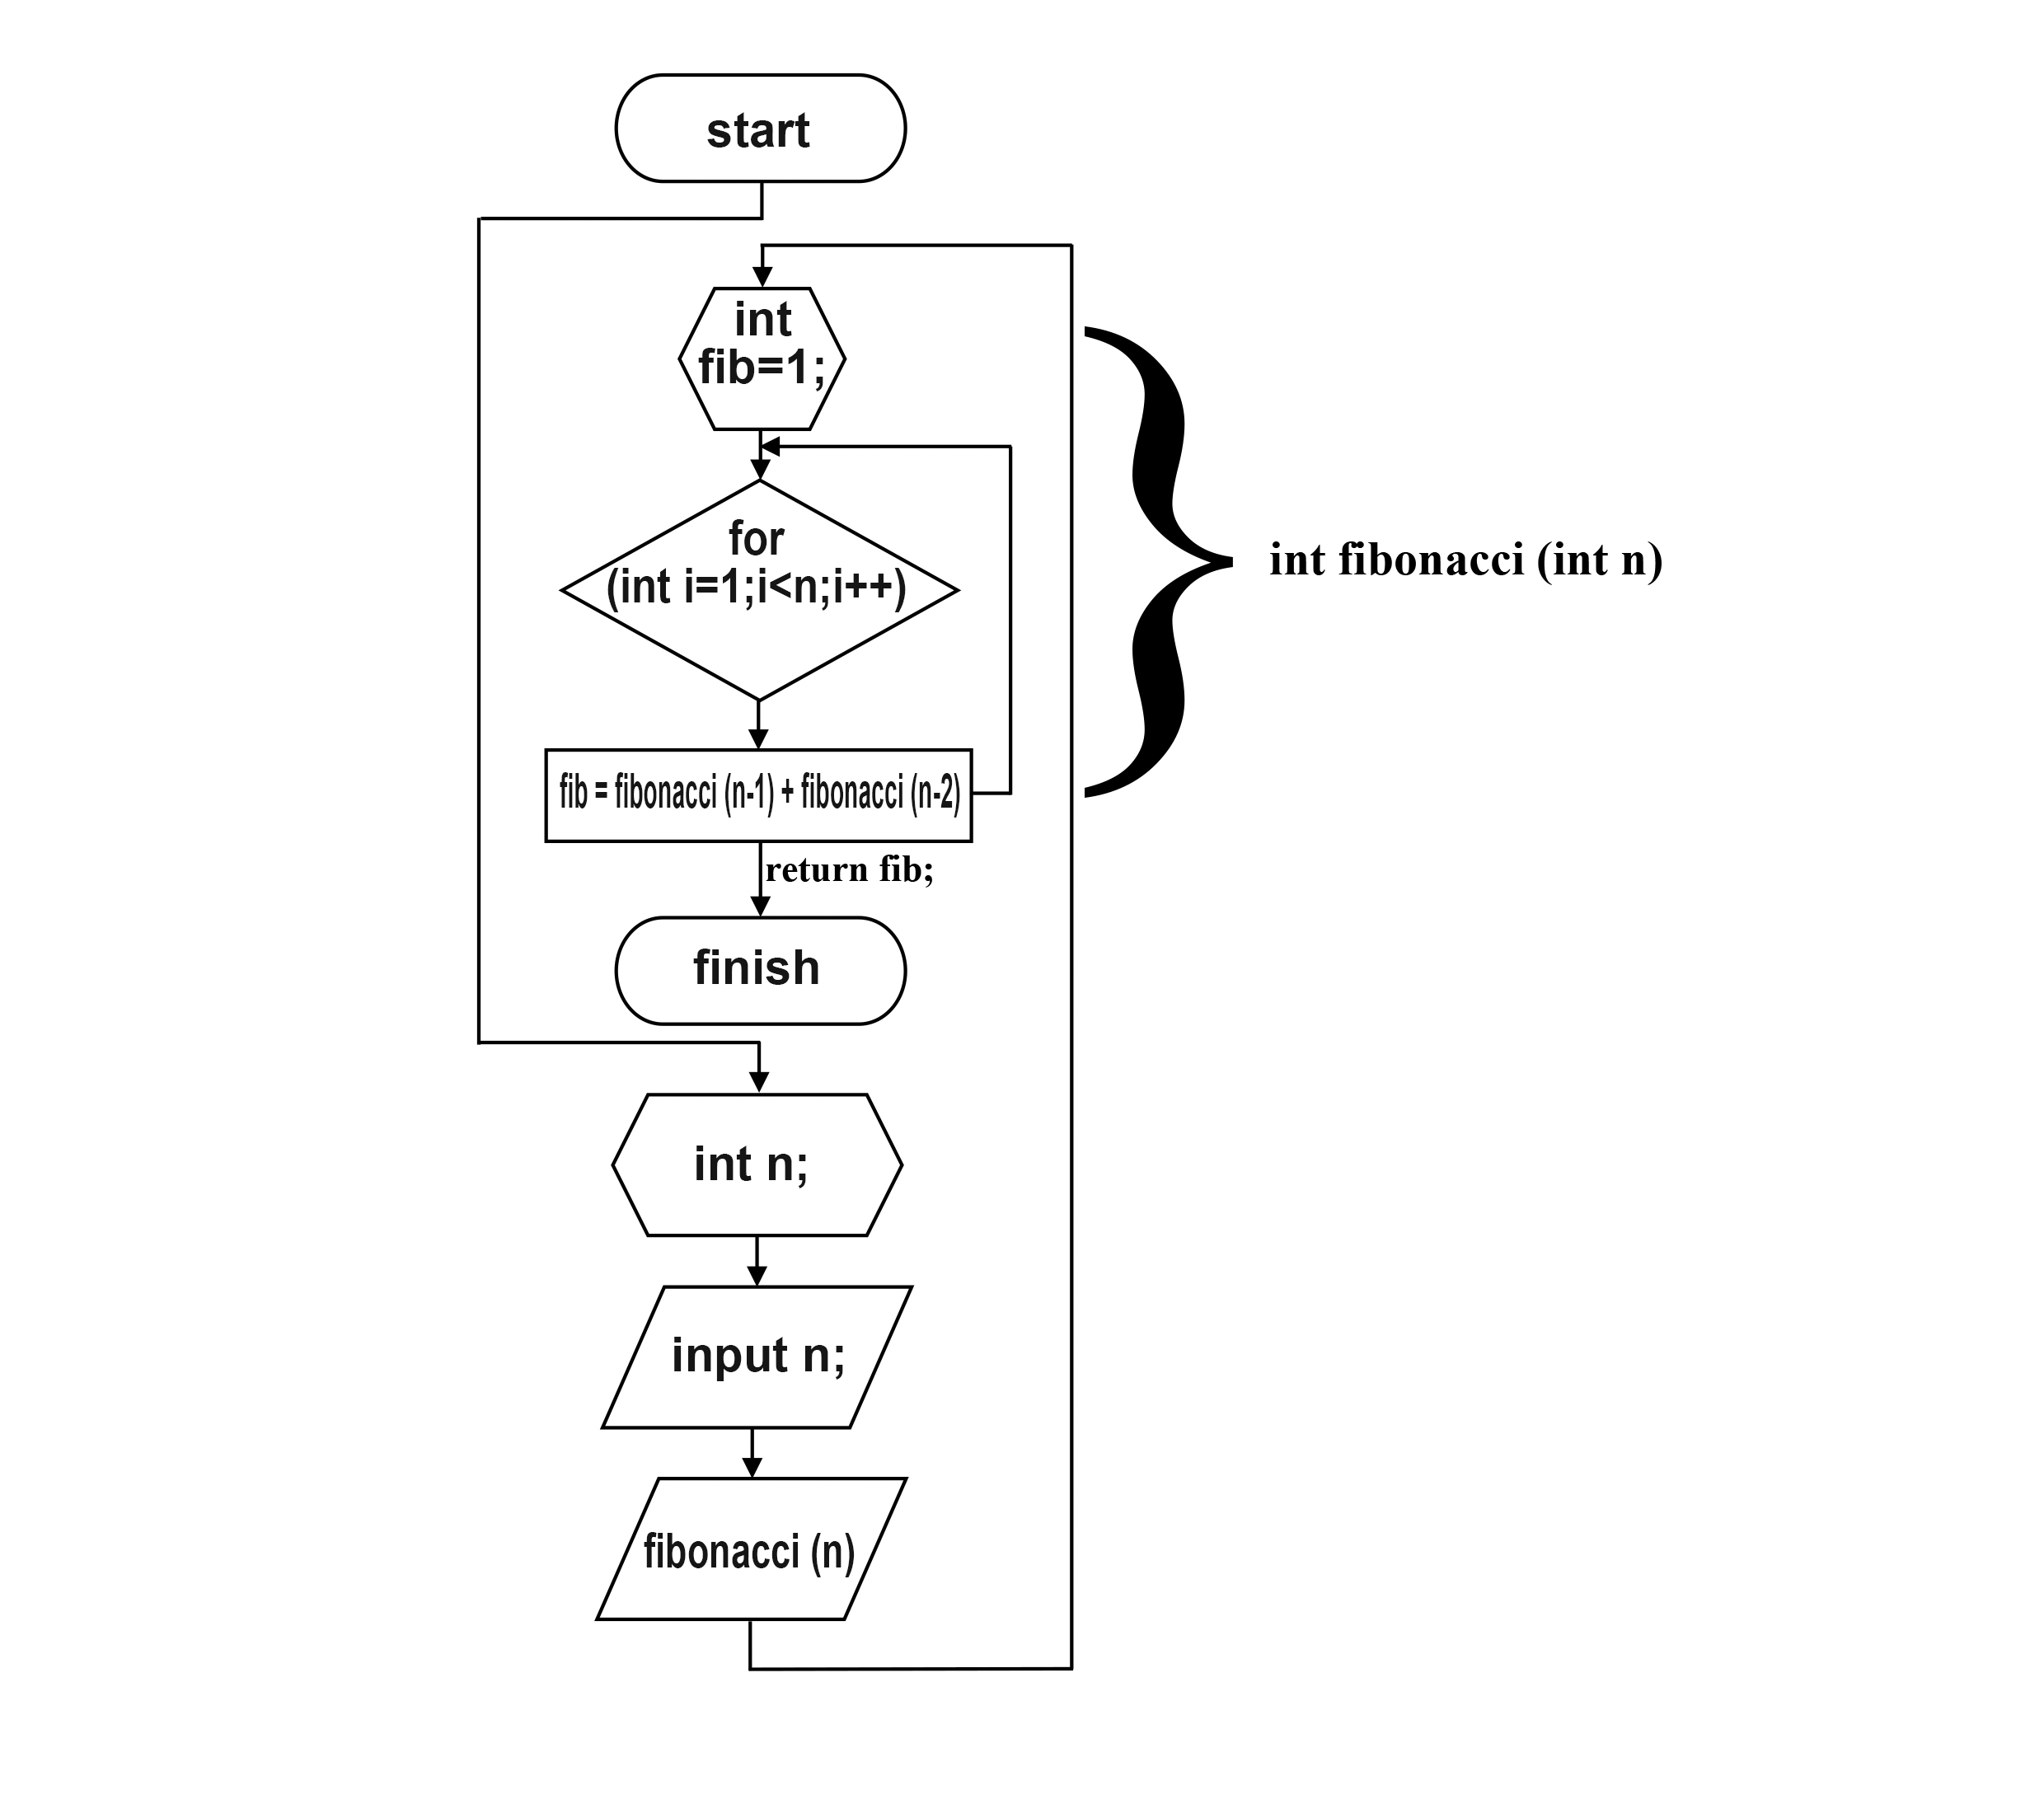 start
int
fib=1;
for
(int i=1;i<n;i++)
int fibonacci (int n)
fib = fibonacci (n-1) + fibonacci (n-2)
return fib;
finish
int n;
input n;
fibonacci (n)